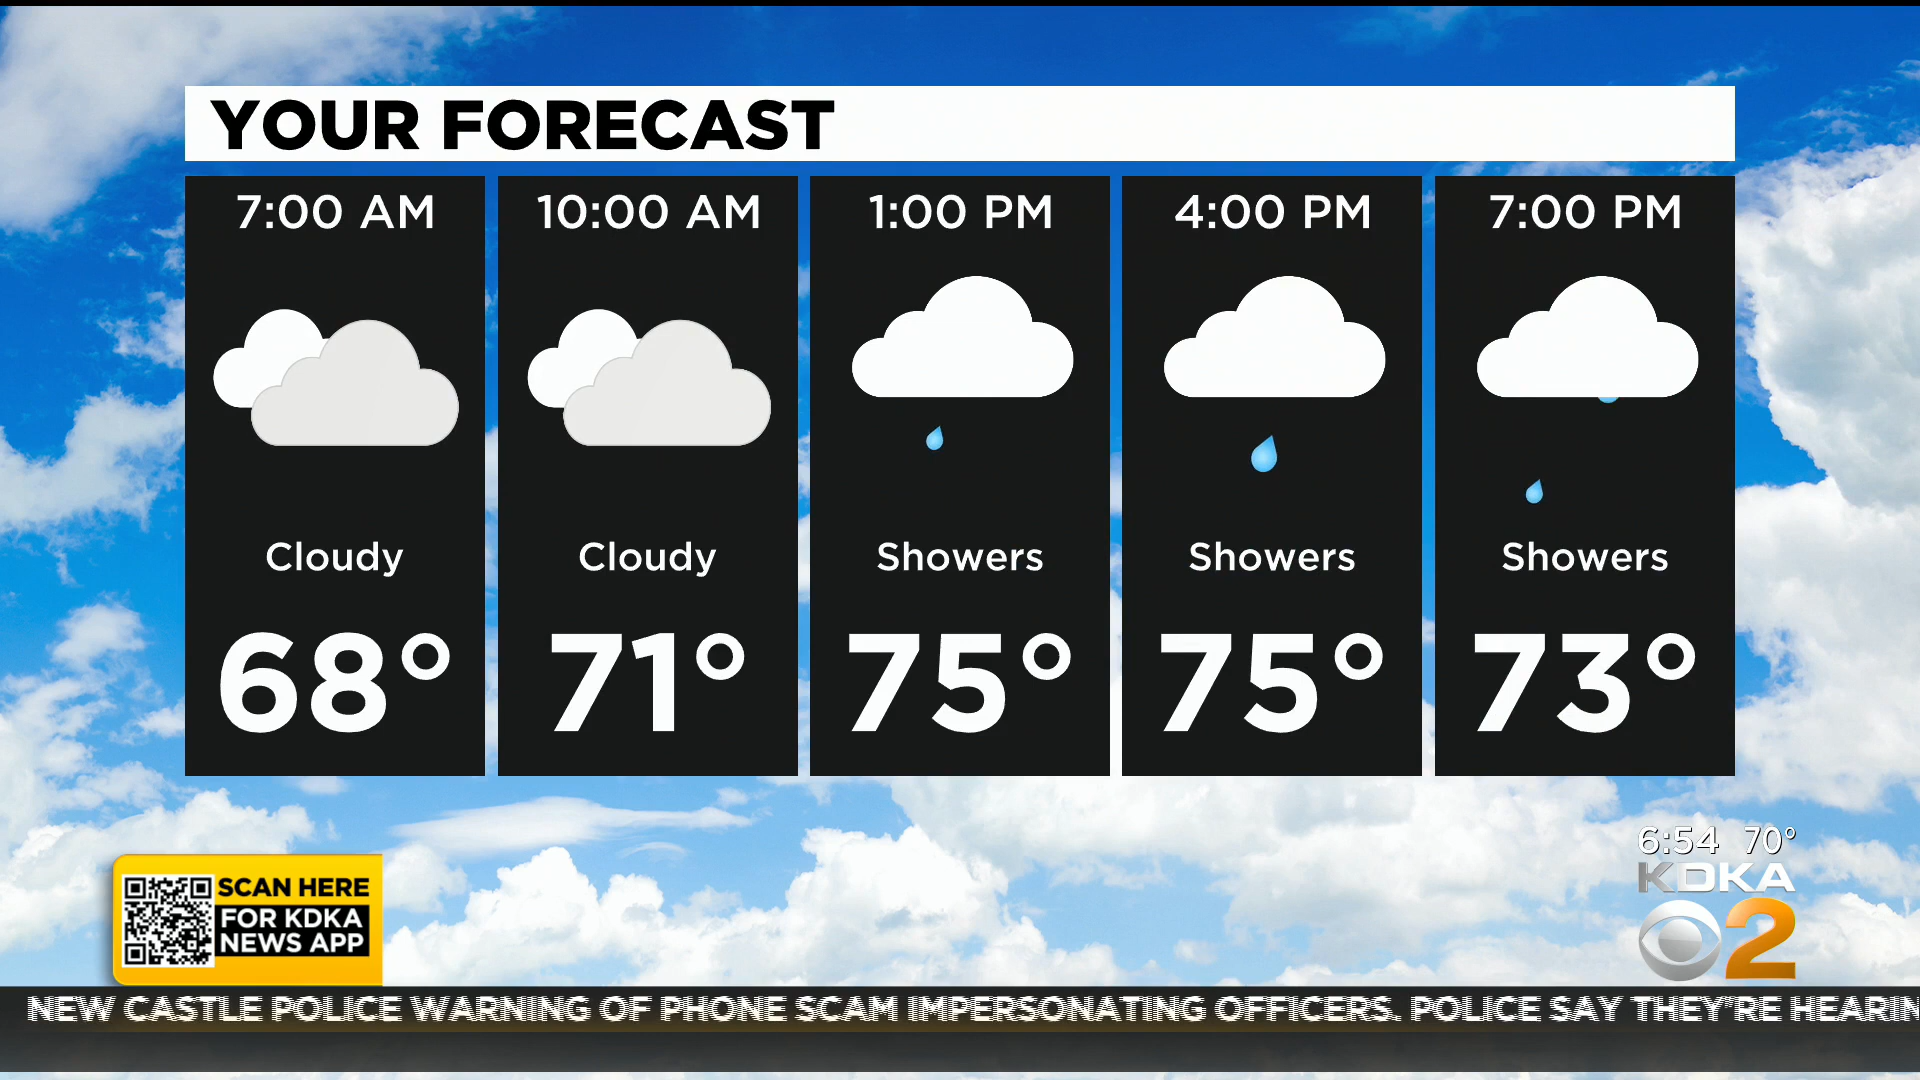 YOUR FORECAST
7:00 AM
Cloudy
68°
10:00 AM
Cloudy
71°
1:00 PM
Showers
75°
4:00 PM
Showers
75°
7:00 PM
Showers
73°
6:54 70°
KDKA
2
SCAN HERE
FOR KDKA
NEWS APP
NEW CASTLE POLICE WARNING OF PHONE SCAM IMPERSONATING OFFICERS. POLICE SAY THEY'RE HEARIN